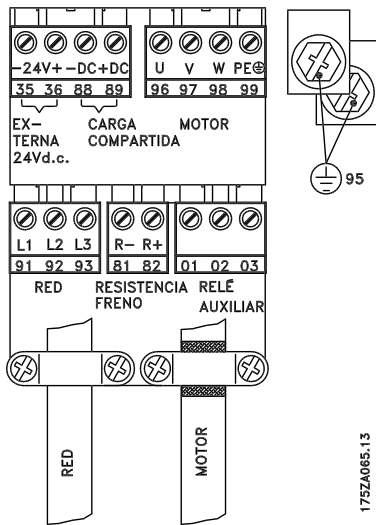 -24V+ -DC+DC
35 36 88 89
EX-
TERNA
24Vd.c.
CARGA
COMPARTIDA
U V W PE
96 97 98 99
MOTOR
95
L1 L2 L3
91 92 93
RED
R- R+
81 82
RESISTENCIA
FRENO
01 02 03
RELÉ
AUXILIAR
RED
MOTOR
175ZA065.13